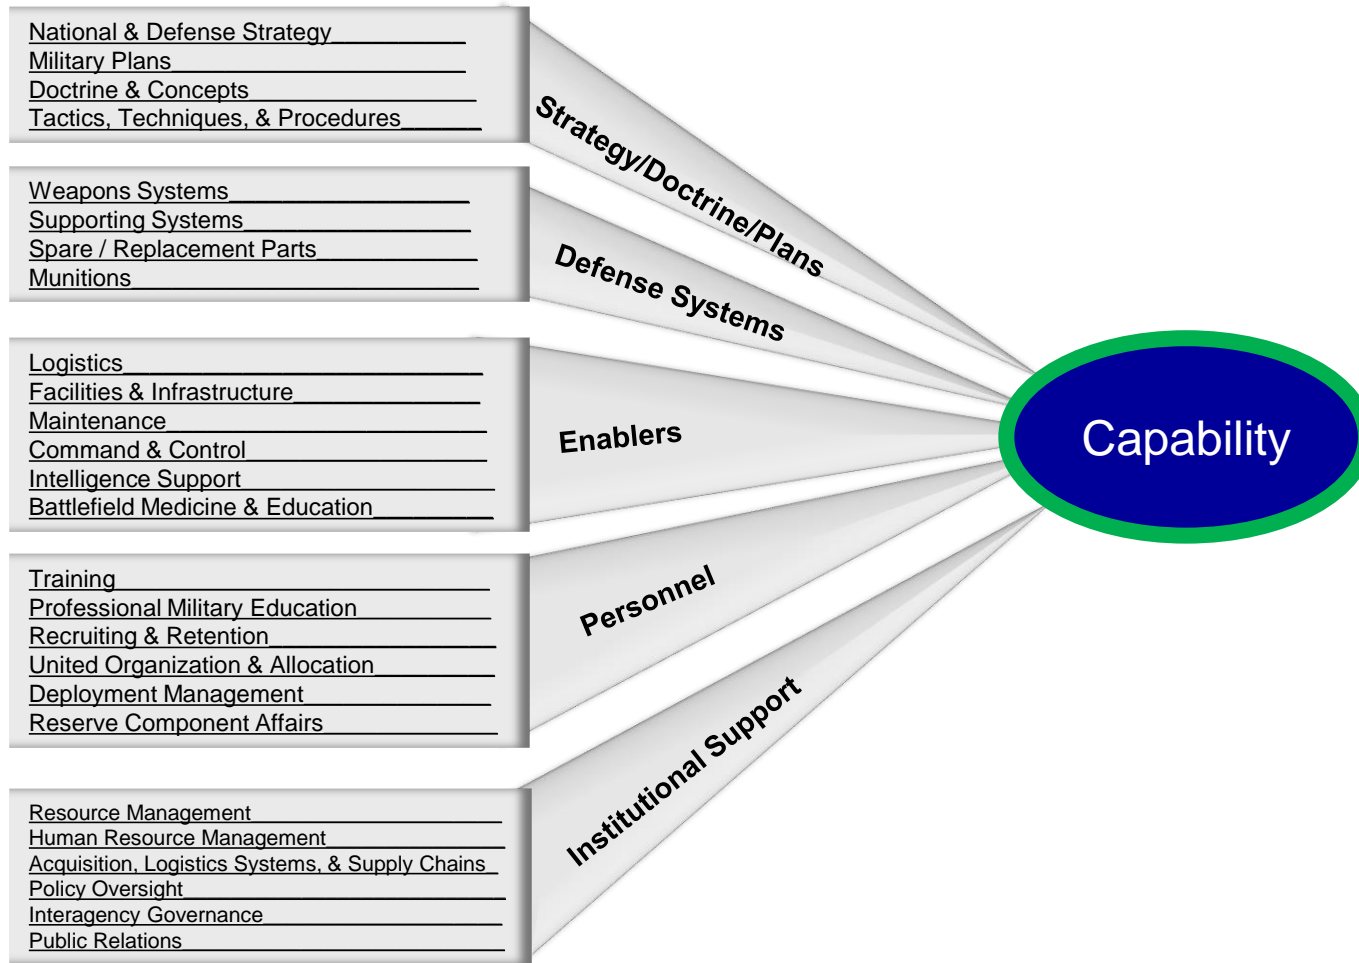 National & Defense Strategy
Military Plans
Doctrine & Concepts
Tactics, Techniques, & Procedures
Strategy/Doctrine/Plans
Weapons Systems
Supporting Systems
Spare / Replacement Parts
Munitions
Defense Systems
Logistics
Facilities & Infrastructure
Maintenance
Command & Control
Intelligence Support
Battlefield Medicine & Education
Enablers
Capability
Training
Professional Military Education
Recruiting & Retention
United Organization & Allocation
Deployment Management
Reserve Component Affairs
Personnel
Resource Management
Human Resource Management
Acquisition, Logistics Systems, & Supply Chains
Policy Oversight
Interagency Governance
Public Relations
Institutional Support